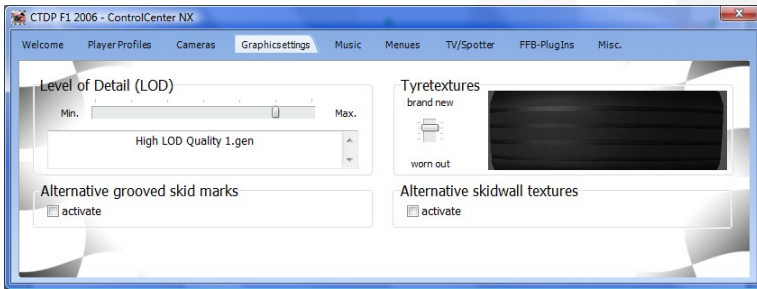 CTDP F1 2006 - ControlCenter NX
Welcome Player Profiles Cameras Graphicsettings Music Menues TV/Spotter FFB-PlugIns Misc.
Level of Detail (LOD)
Min. Max.
High LOD Quality 1.gen
Tyretextures
brand new
worn out
Alternative grooved skid marks
activate
Alternative skidwall textures
activate